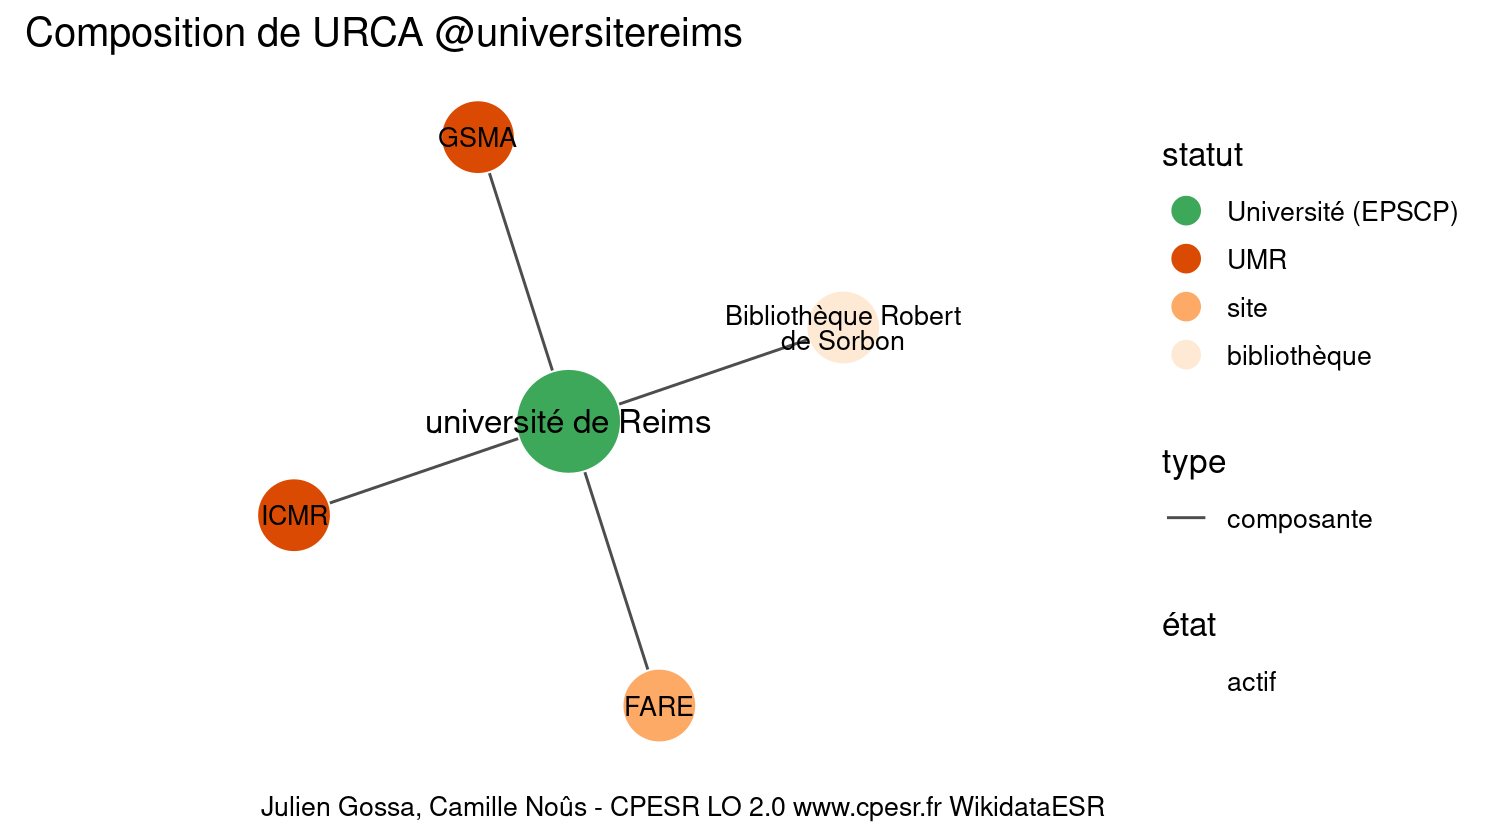 Composition de URCA @universitereims
GSMA
Bibliothèque Robert
de Sorbon
université de Reims
ICMR
FARE
statut
Université (EPSCP)
UMR
site
bibliothèque
type
composante
état
actif
Julien Gossa, Camille Noûs - CPESR LO 2.0 www.cpesr.fr WikidataESR